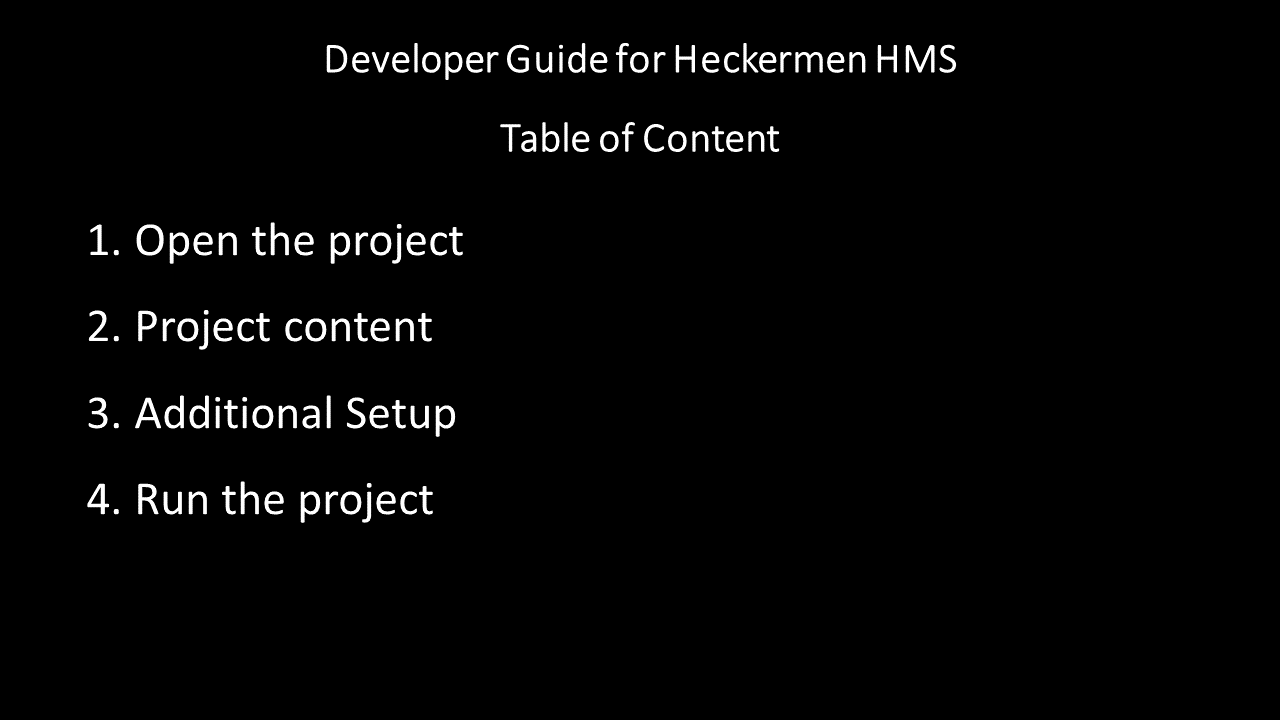 Developer Guide for Heckermen HMS
Table of Content
1. Open the project
2. Project content
3. Additional Setup
4. Run the project